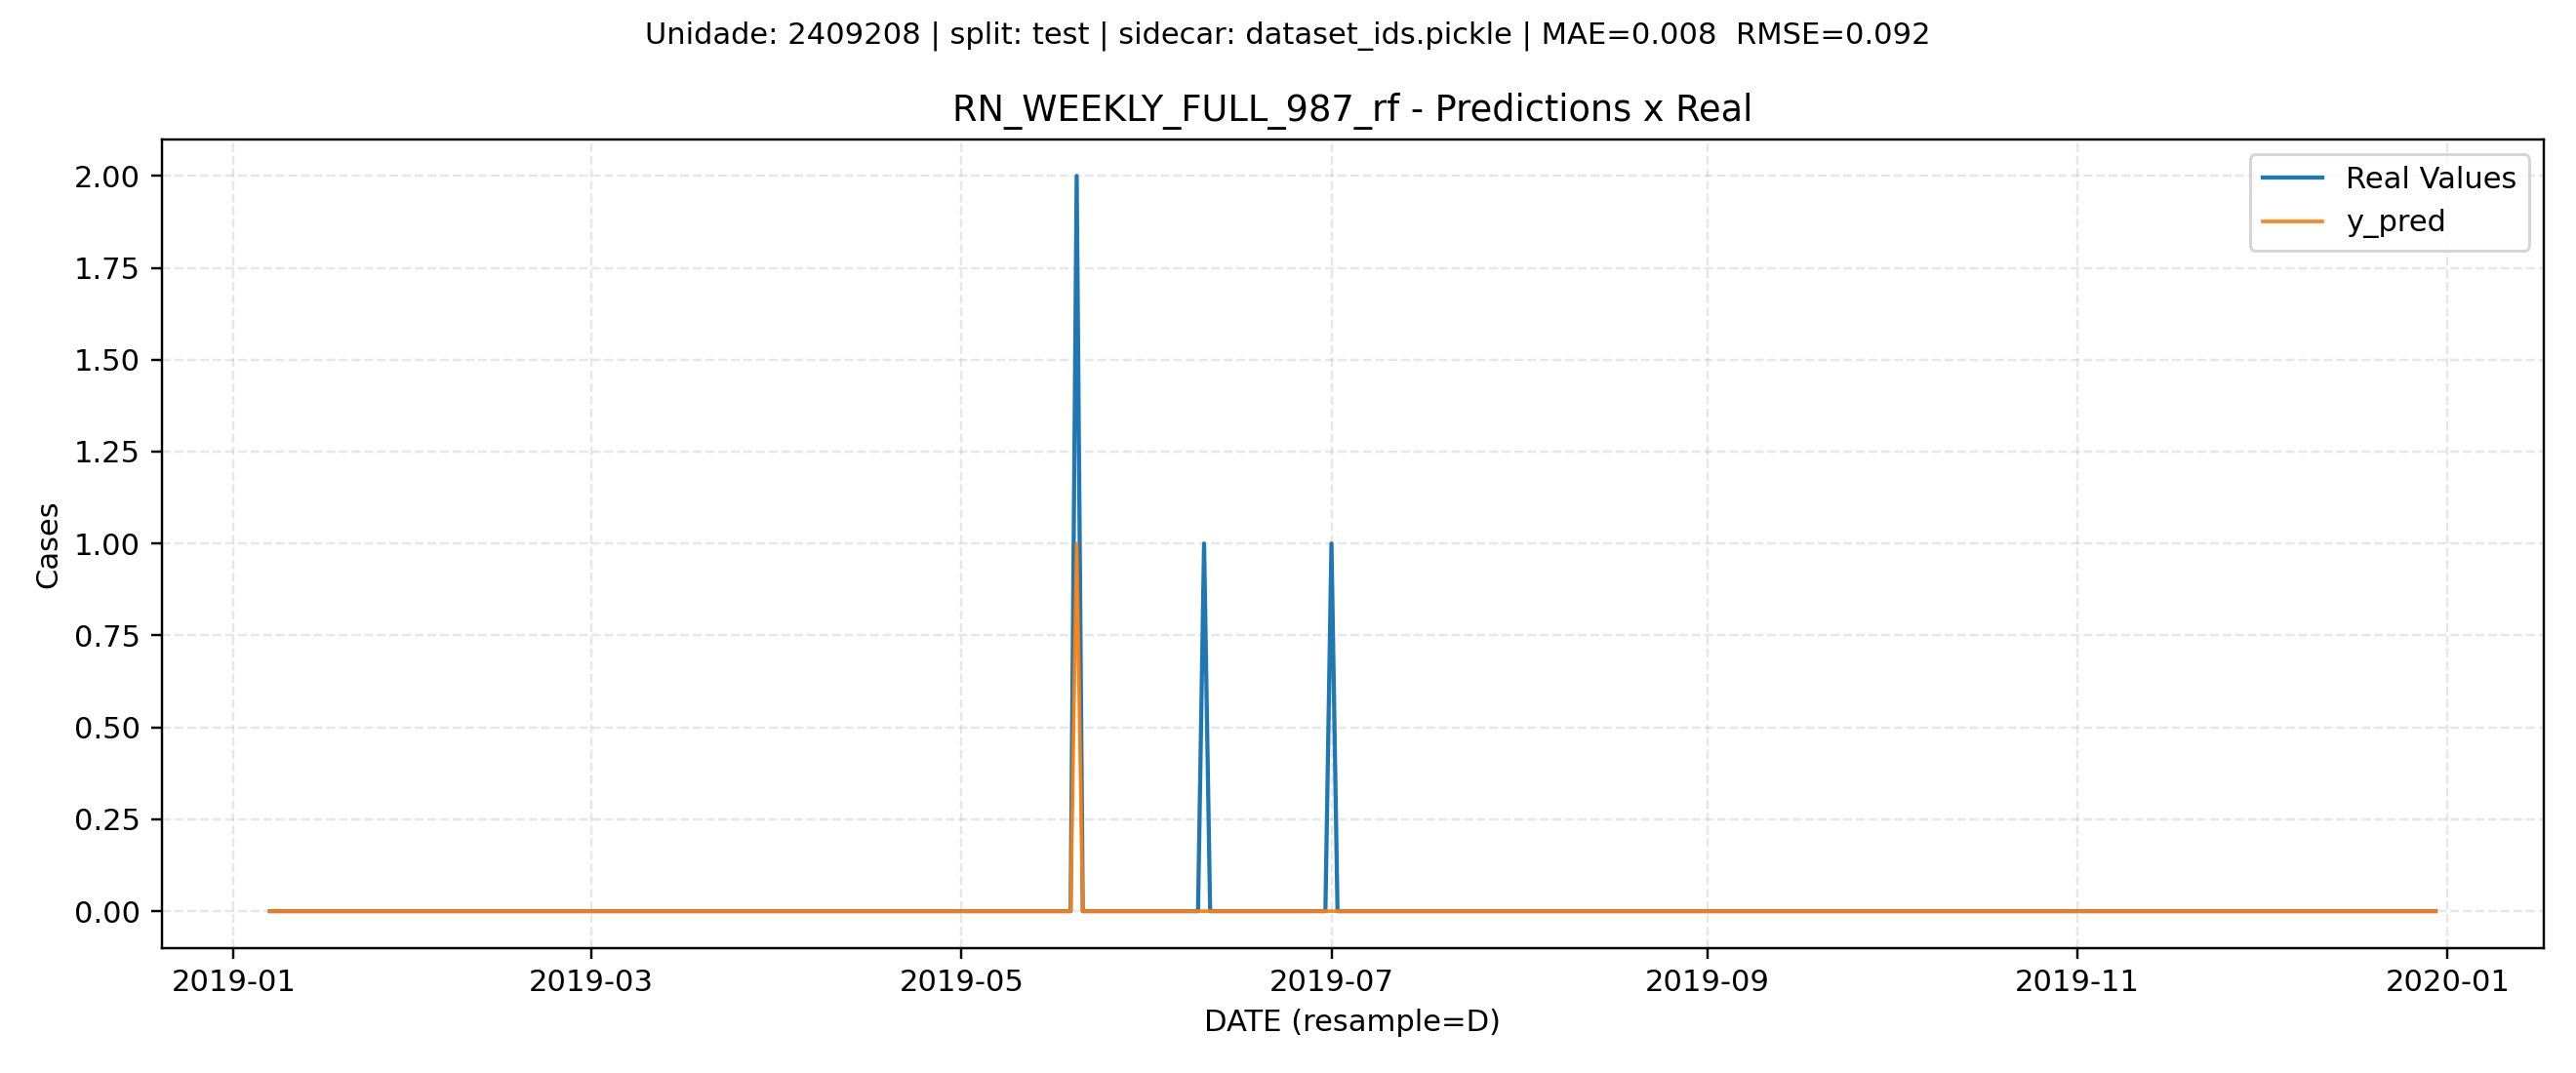 Unidade: 2409208 | split: test | sidecar: dataset_ids.pickle | MAE=0.008  RMSE=0.092
RN_WEEKLY_FULL_987_rf - Predictions x Real
Real Values
y_pred
Cases
2.00
1.75
1.50
1.25
1.00
0.75
0.50
0.25
0.00
2019-01
2019-03
2019-05
2019-07
2019-09
2019-11
2020-01
DATE (resample=D)